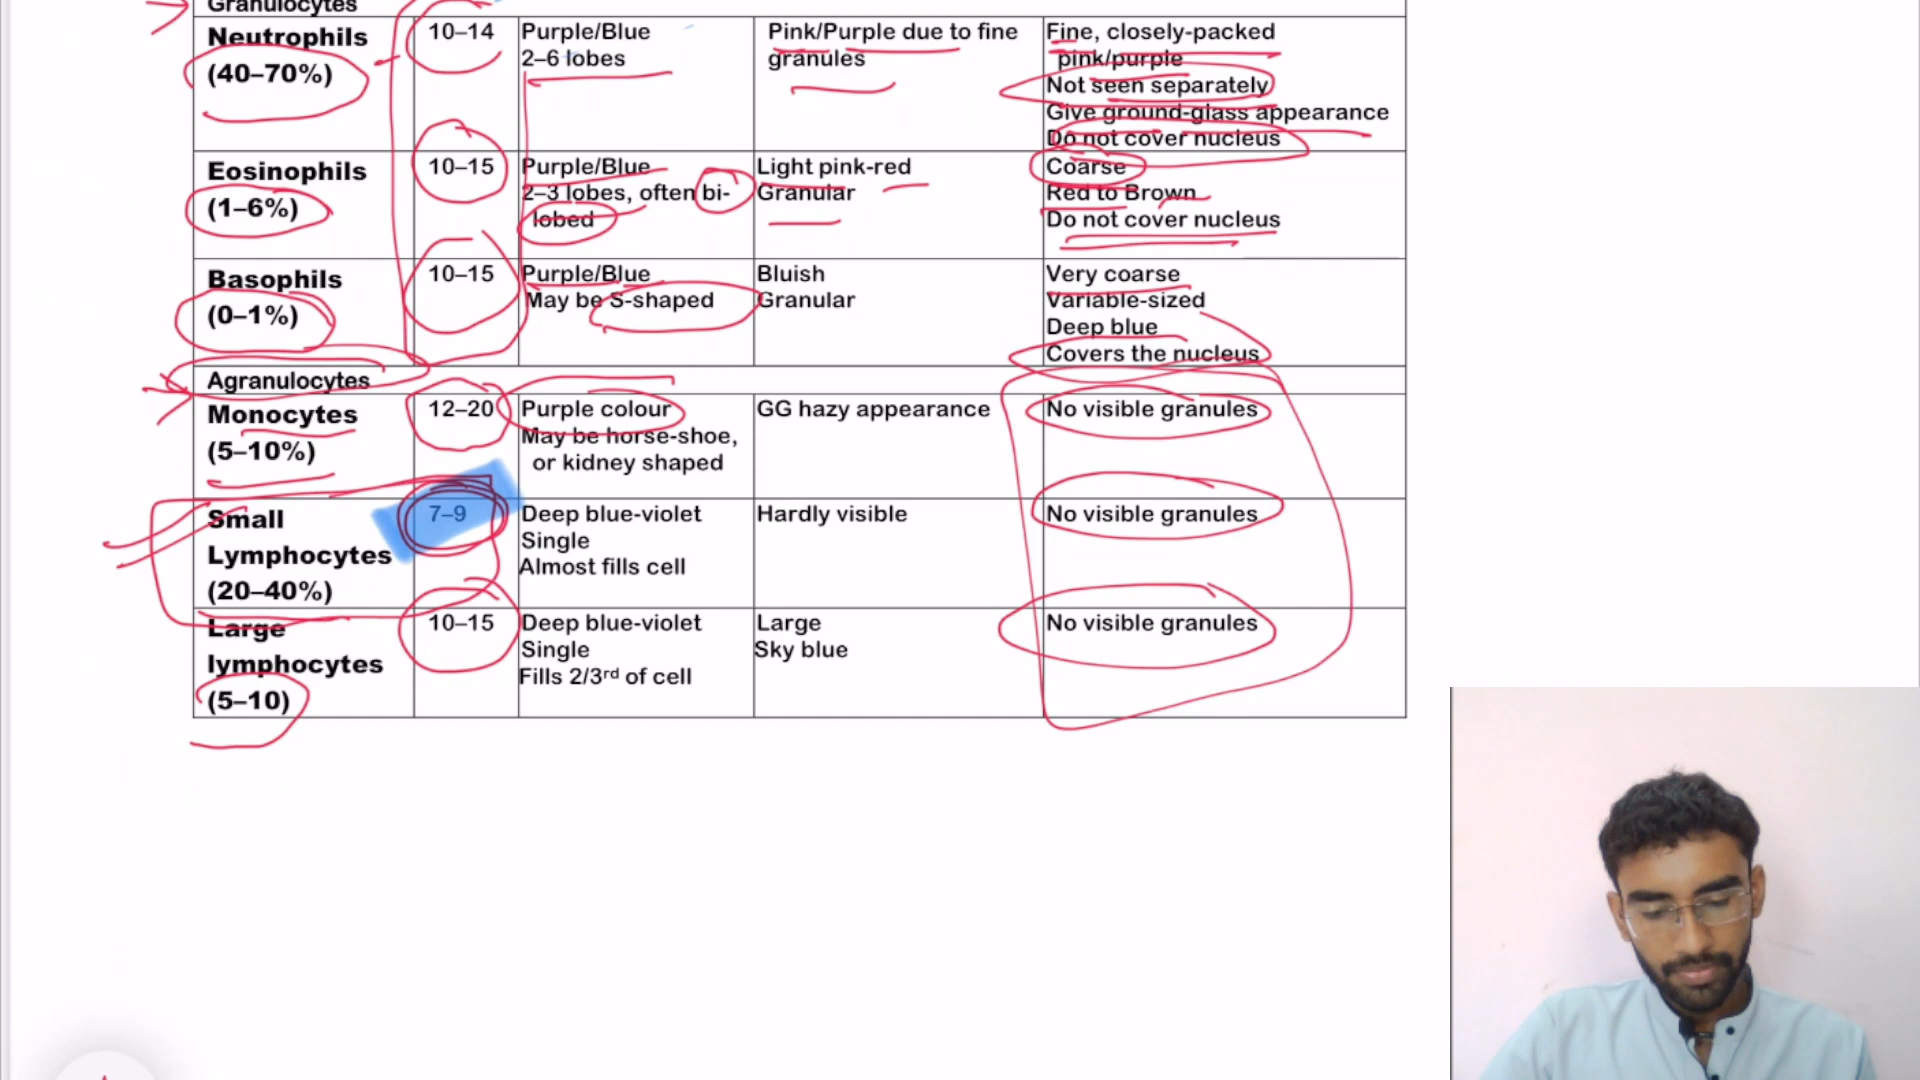 Granulocytes
Neutrophils
(40–70%)
10–14
Purple/Blue
2–6 lobes
Pink/Purple due to fine
granules
Fine, closely-packed
pink/purple
Not seen separately
Give ground-glass appearance
Do not cover nucleus
Eosinophils
(1–6%)
10–15
Purple/Blue
2–3 lobes, often bi-
lobed
Light pink-red
Granular
Coarse
Red to Brown
Do not cover nucleus
Basophils
(0–1%)
10–15
Purple/Blue
May be S-shaped
Bluish
Granular
Very coarse
Variable-sized
Deep blue
Covers the nucleus
Agranulocytes
Monocytes
(5–10%)
12–20
Purple colour
May be horse-shoe,
or kidney shaped
GG hazy appearance
No visible granules
Small
Lymphocytes
(20–40%)
7–9
Deep blue-violet
Single
Almost fills cell
Hardly visible
No visible granules
Large
lymphocytes
(5–10)
10–15
Deep blue-violet
Single
Fills 2/3rd of cell
Large
Sky blue
No visible granules